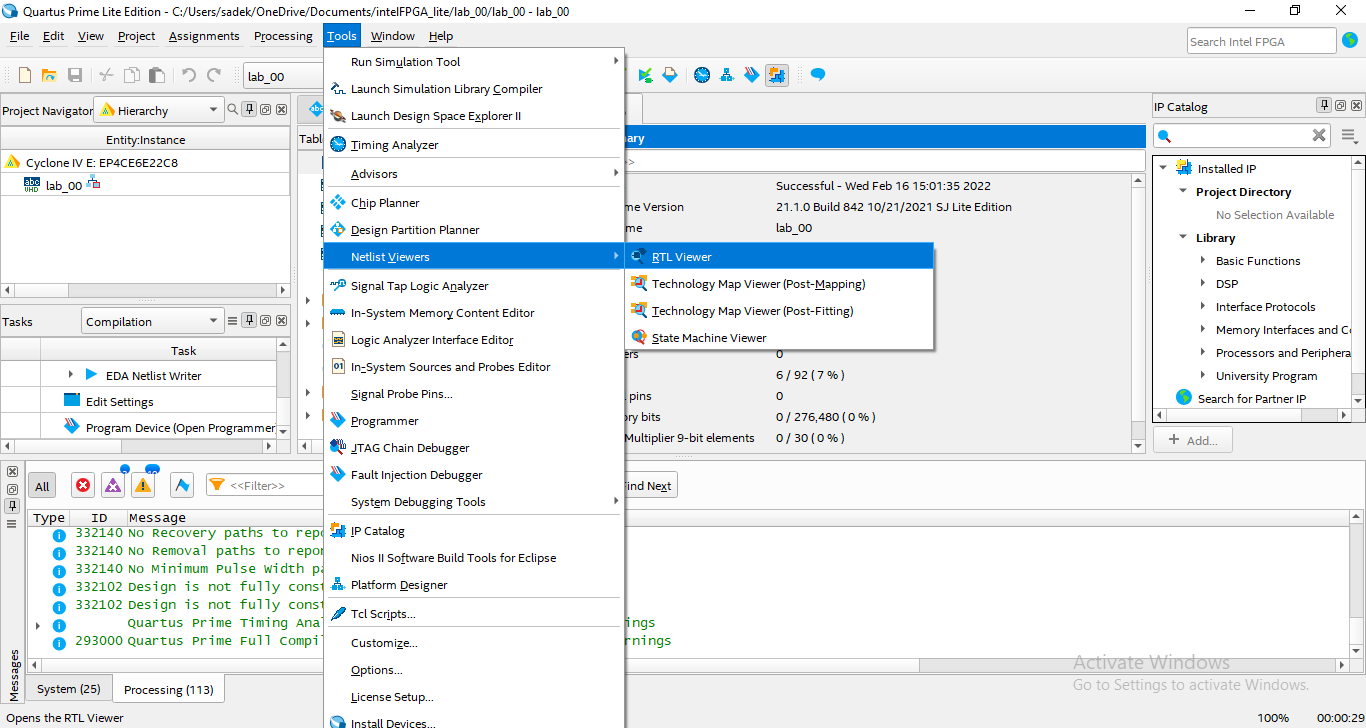 Quartus Prime Lite Edition - C:/Users/sadek/OneDrive/Documents/intelFPGA_lite/lab_00/lab_00 - lab_00
File Edit View Project Assignments Processing Tools Window Help
Search Intel FPGA
lab_00
Project Navigator Hierarchy
Entity:Instance
Cyclone IV E: EP4CE6E22C8
lab_00
Tasks Compilation
Task
EDA Netlist Writer
Edit Settings
Program Device (Open Programmer
Run Simulation Tool
Launch Simulation Library Compiler
Launch Design Space Explorer II
Timing Analyzer
Advisors
Chip Planner
Design Partition Planner
Netlist Viewers
Signal Tap Logic Analyzer
In-System Memory Content Editor
Logic Analyzer Interface Editor
In-System Sources and Probes Editor
Signal Probe Pins...
Programmer
JTAG Chain Debugger
Fault Injection Debugger
System Debugging Tools
IP Catalog
Nios II Software Build Tools for Eclipse
Platform Designer
Tcl Scripts...
Customize...
Options...
License Setup...
Install Devices...
RTL Viewer
Technology Map Viewer (Post-Mapping)
Technology Map Viewer (Post-Fitting)
State Machine Viewer
Tabl
ary
>>
Successful - Wed Feb 16 15:01:35 2022
me Version 21.1.0 Build 842 10/21/2021 SJ Lite Edition
me lab_00
ers 0
6 / 92 ( 7 % )
pins 0
ory bits 0 / 276,480 ( 0 % )
Multiplier 9-bit elements 0 / 30 ( 0 % )
IP Catalog
Installed IP
Project Directory
No Selection Available
Library
Basic Functions
DSP
Interface Protocols
Memory Interfaces and Co
Processors and Periphera
University Program
Search for Partner IP
+ Add...
All <<Filter>> Find Next
Type ID Message
332140 No Recovery paths to repo
332140 No Removal paths to repor
332140 No Minimum Pulse Width pa
332102 Design is not fully const
332102 Design is not fully const
Quartus Prime Timing Ana ings
293000 Quartus Prime Full Compil rnings
Messages
System (25) Processing (113)
Activate Windows
Go to Settings to activate Windows.
Opens the RTL Viewer
100% 00:00:29